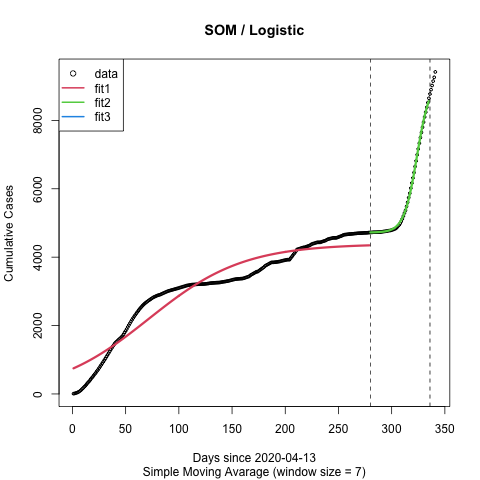 SOM / Logistic
data
fit1
fit2
fit3
Cumulative Cases
0
2000
4000
6000
8000
0 50 100 150 200 250 300 350
Days since 2020-04-13
Simple Moving Avarage (window size = 7)